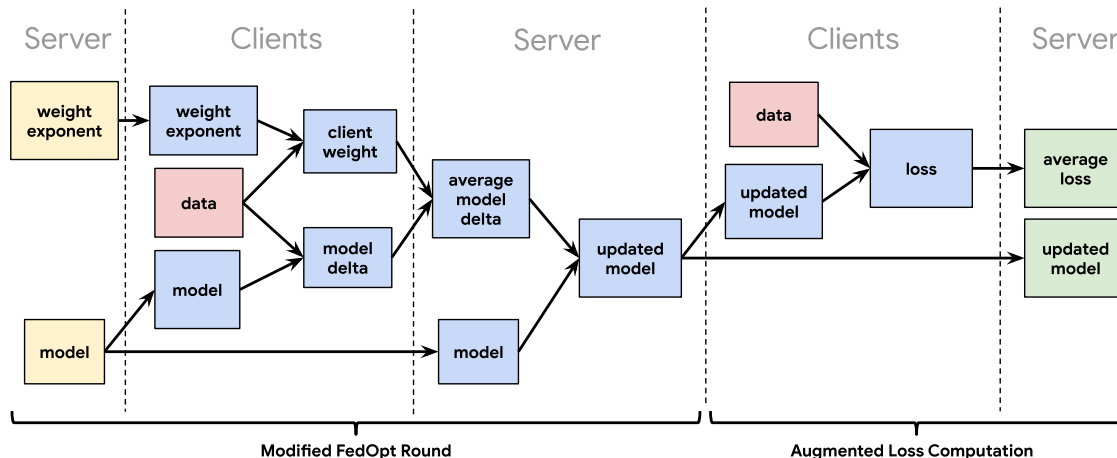 Server
Clients
Server
Clients
Server
weight
exponent
weight
exponent
client
weight
data
model
delta
model
model
average
model
delta
model
updated
model
data
updated
model
loss
average
loss
updated
model
Modified FedOpt Round
Augmented Loss Computation